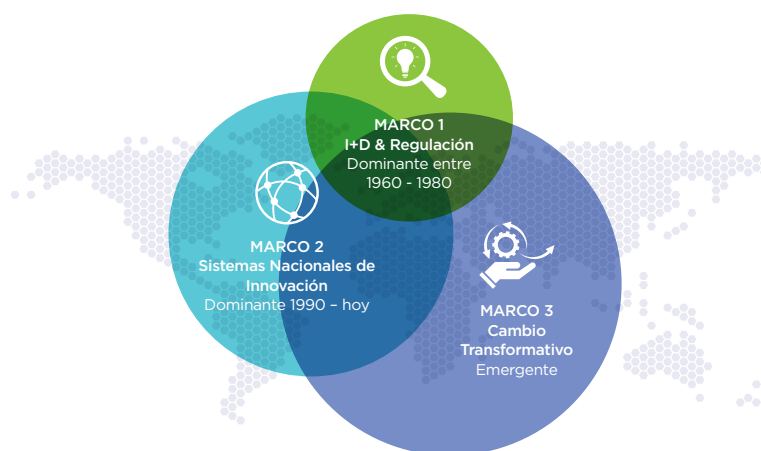 MARCO 1
I+D & Regulación
Dominante entre
1960 - 1980
MARCO 2
Sistemas Nacionales de
Innovación
Dominante 1990 – hoy
MARCO 3
Cambio
Transformativo
Emergente